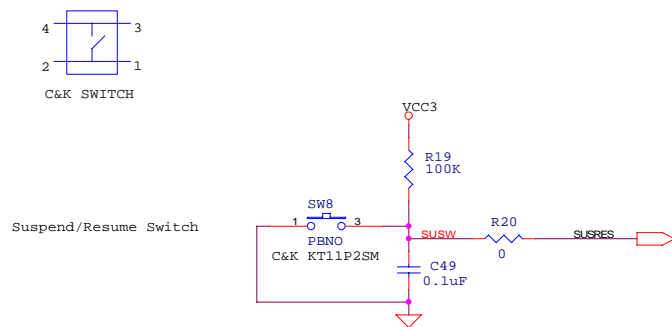 4 3
2 1
C&K SWITCH
VCC3
R19
100K
SW8
1 3
PBNO
C&K KT11P2SM
Suspend/Resume Switch
SUSW
R20
0
SUSRES
C49
0.1uF